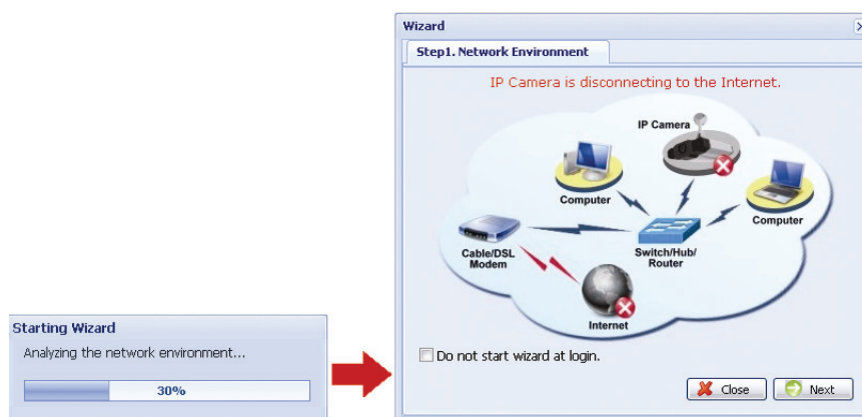 Starting Wizard
Analyzing the network environment...
30%
Wizard
Step1. Network Environment
IP Camera is disconnecting to the Internet.
IP Camera
Computer
Computer
Cable/DSL
Modem
Switch/Hub/
Router
Internet
Do not start wizard at login.
Close
Next